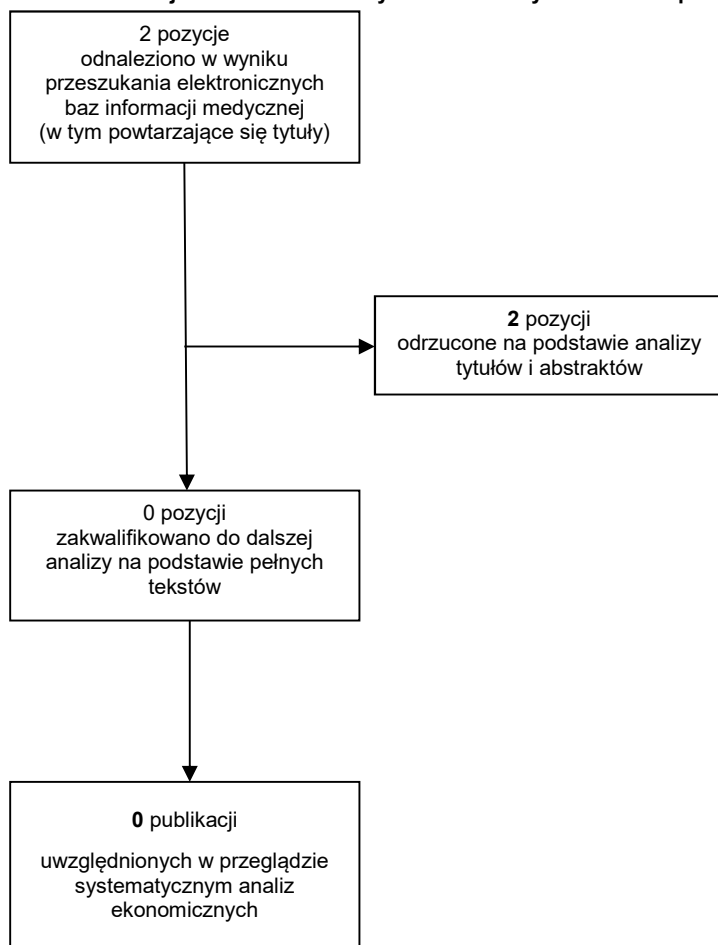 2 pozycje
odnaleziono w wyniku
przeszukania elektronicznych
baz informacji medycznej
(w tym powtarzające się tytuły)
2 pozycji
odrzucone na podstawie analizy
tytułów i abstraktów
0 pozycji
zakwalifikowano do dalszej
analizy na podstawie pełnych
tekstów
0 publikacji
uwzględnionych w przeglądzie
systematycznym analiz
ekonomicznych